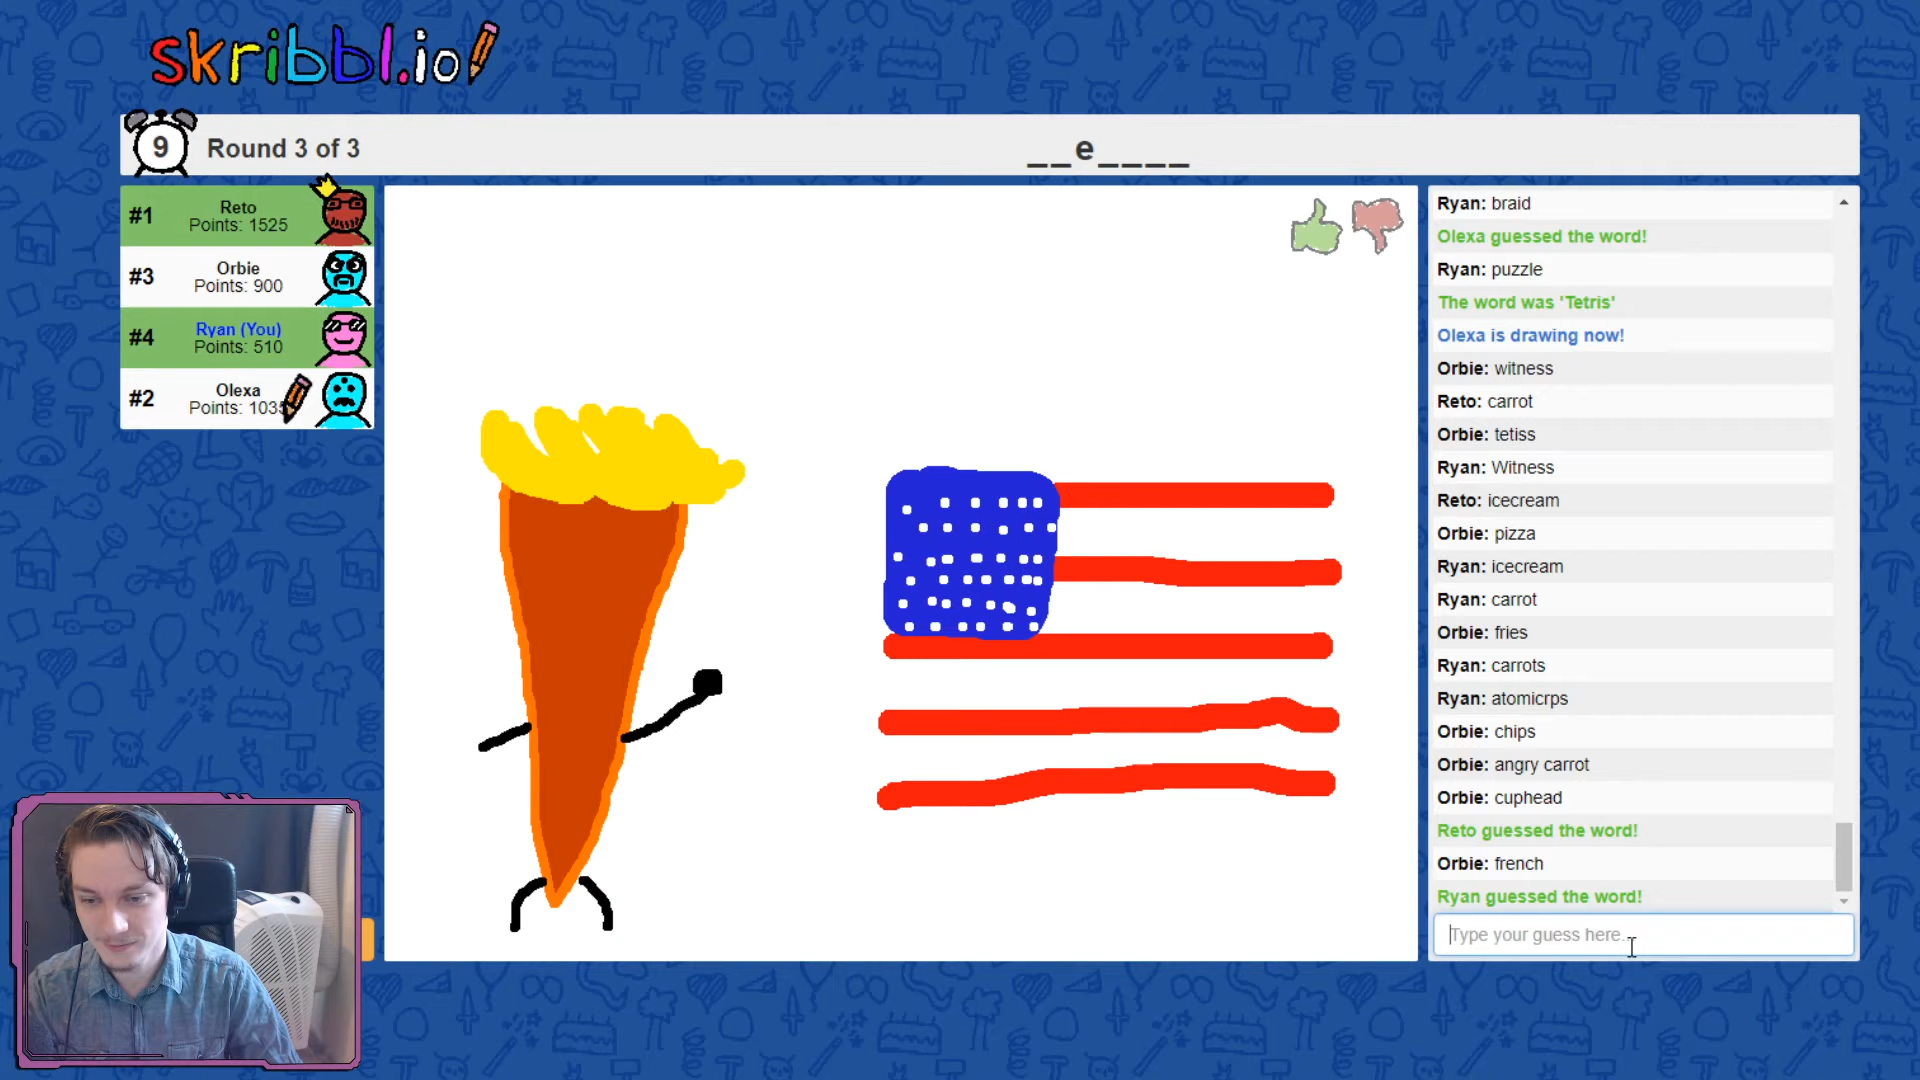 skribbl.io
9
Round 3 of 3
__e____
#1
Reto
Points: 1525
#3
Orbie
Points: 900
#4
Ryan (You)
Points: 510
#2
Olexa
Points: 1035
Ryan: braid
Olexa guessed the word!
Ryan: puzzle
The word was 'Tetris'
Olexa is drawing now!
Orbie: witness
Reto: carrot
Orbie: tetiss
Ryan: Witness
Reto: icecream
Orbie: pizza
Ryan: icecream
Ryan: carrot
Orbie: fries
Ryan: carrots
Ryan: atomicrps
Orbie: chips
Orbie: angry carrot
Orbie: cuphead
Reto guessed the word!
Orbie: french
Ryan guessed the word!
Type your guess here...